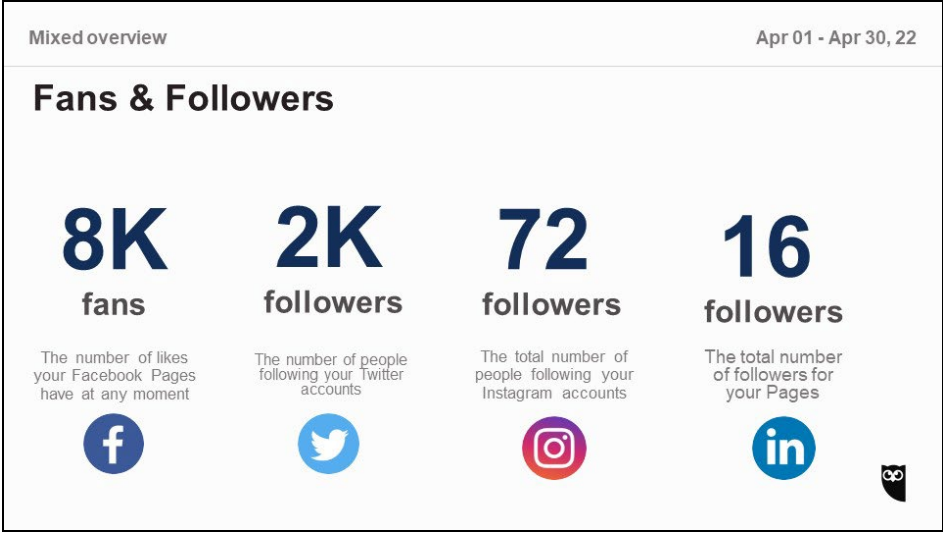 Mixed overview
Apr 01 - Apr 30, 22
Fans & Followers
8K
fans
The number of likes
your Facebook Pages
have at any moment
2K
followers
The number of people
following your Twitter
accounts
72
followers
The total number of
people following your
Instagram accounts
16
followers
The total number
of followers for
your Pages
f
in